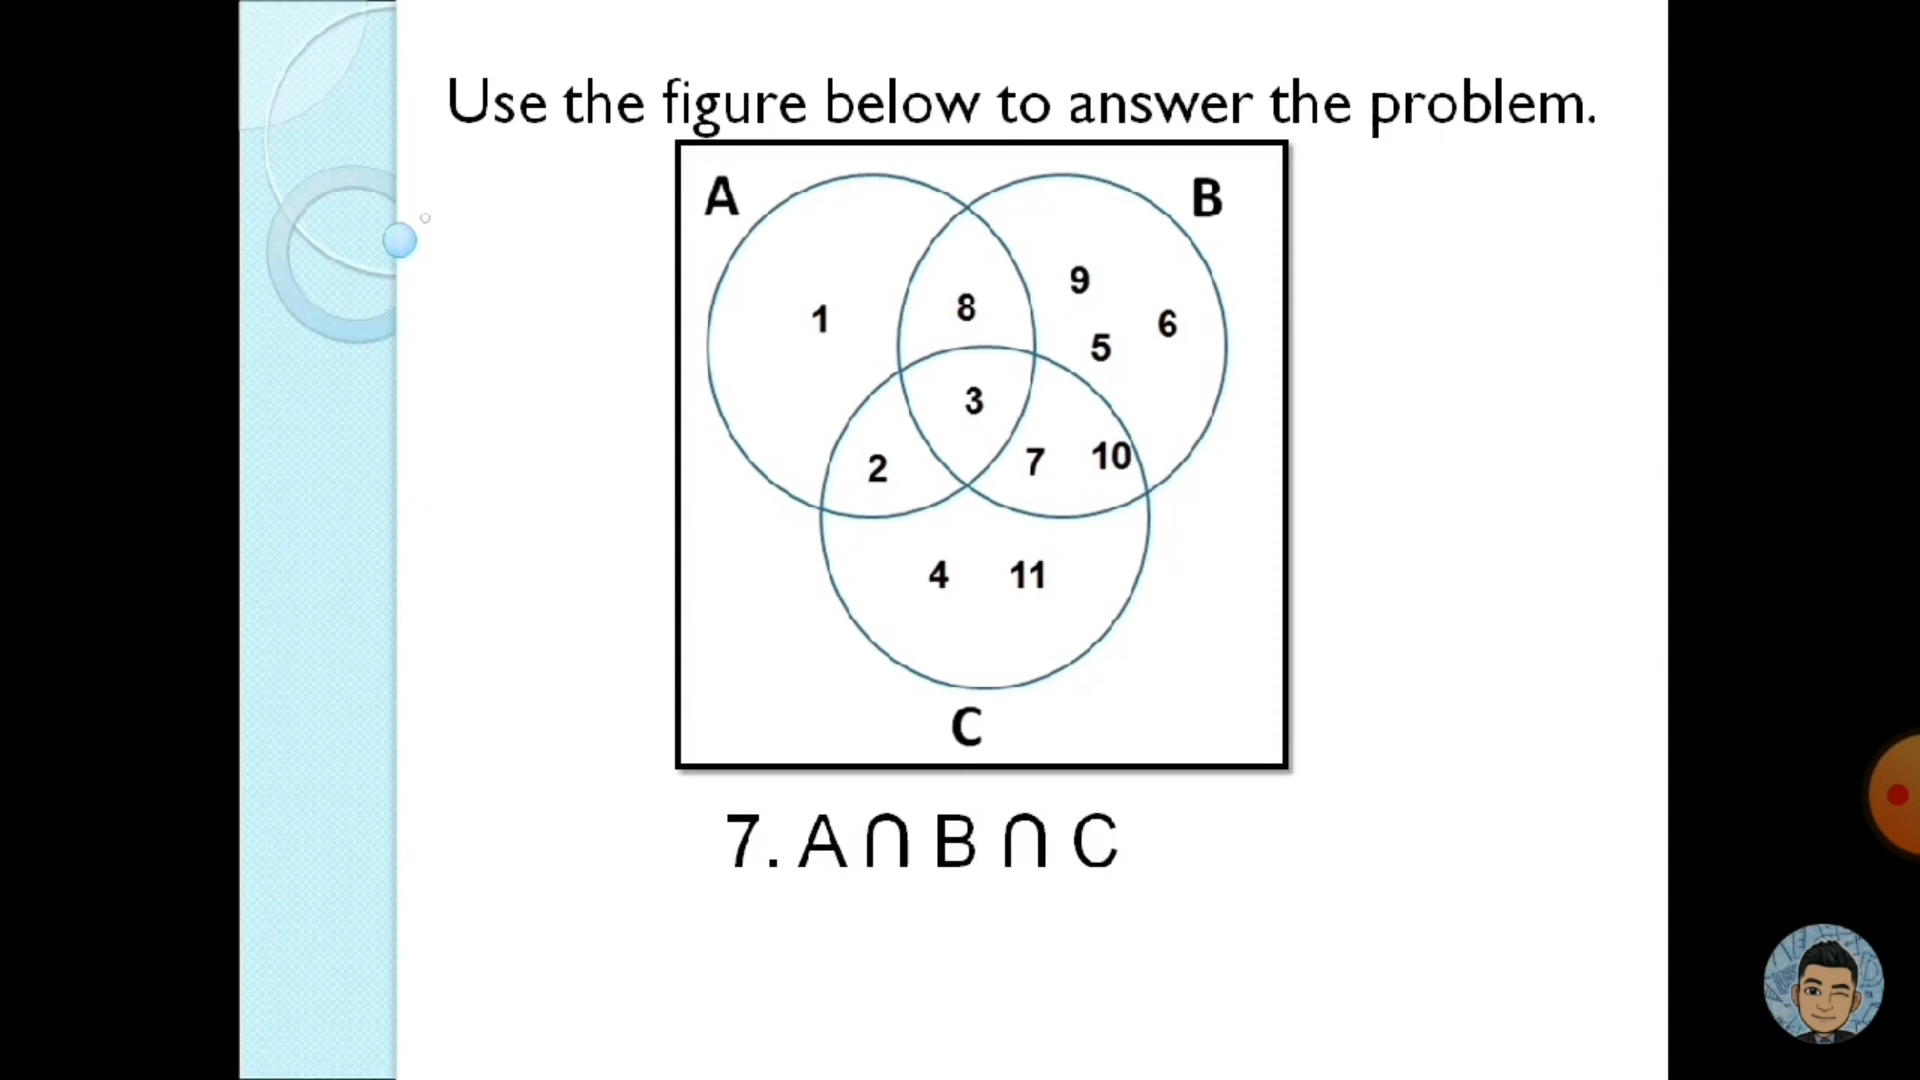 Use the figure below to answer the problem.
A B
9
8 6
1
5
3
10
7
2
4 11
C
7. A ∩ B ∩ C